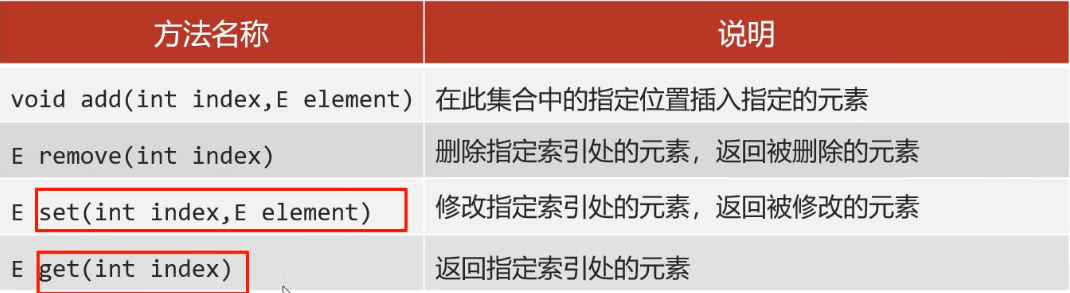 方法名称 说明
void add(int index,E element) 在此集合中的指定位置插入指定的元素
E remove(int index) 删除指定索引处的元素，返回被删除的元素
E set(int index,E element) 修改指定索引处的元素，返回被修改的元素
E get(int index) 返回指定索引处的元素